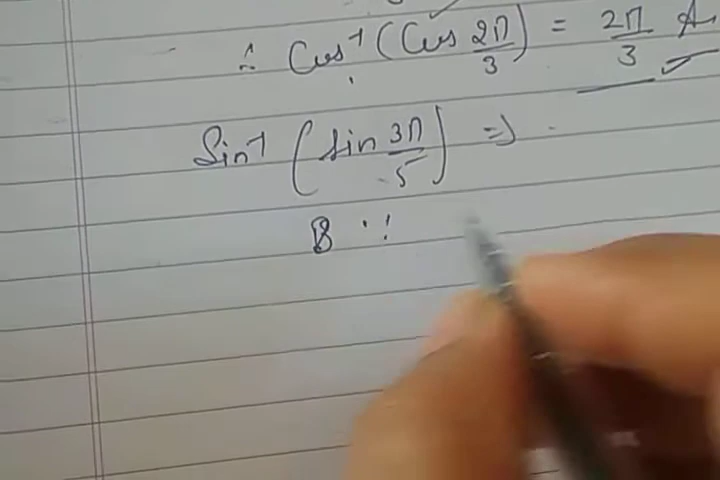 ∴ Cos⁻¹ (Cos 2π/3) = 2π/3 A
Sin⁻¹ (sin 3π/5) ⇒
8 ∵